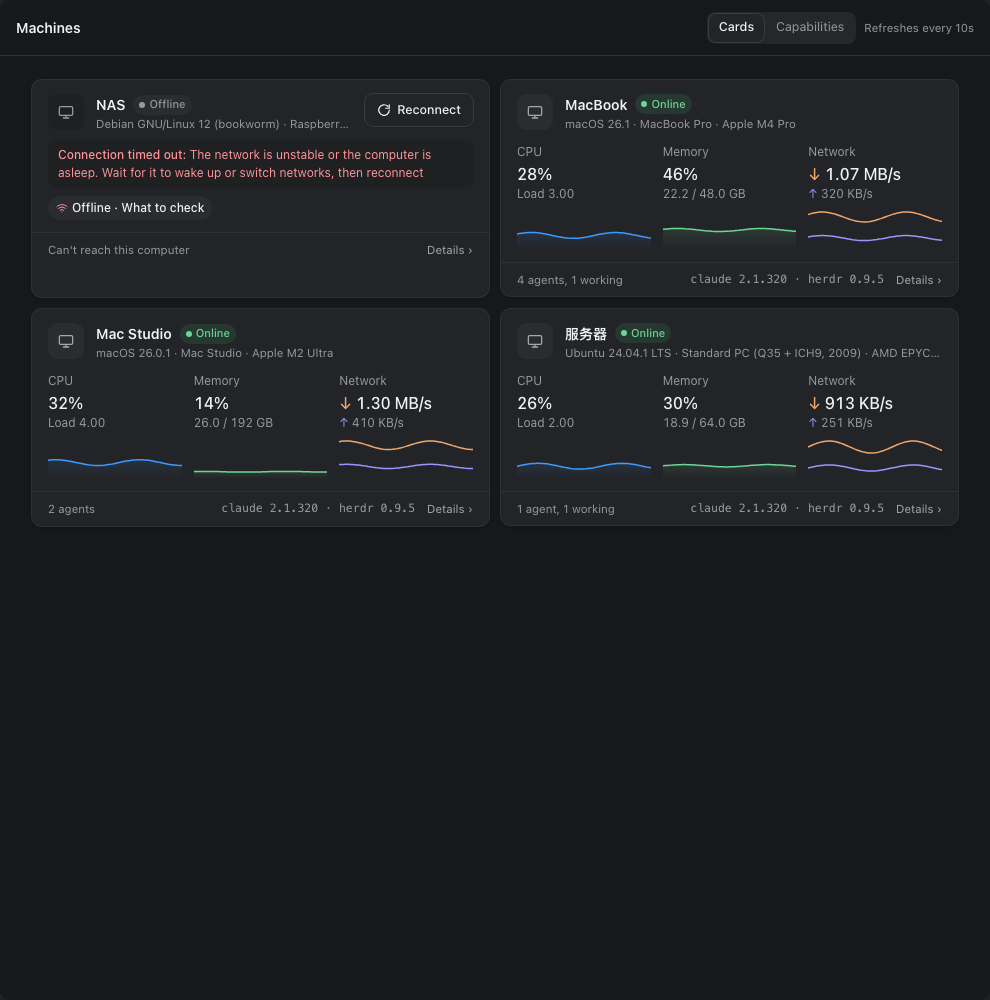 Machines
Cards
Capabilities
Refreshes every 10s
NAS
Offline
Debian GNU/Linux 12 (bookworm) · Raspberr...
Reconnect
Connection timed out: The network is unstable or the computer is
asleep. Wait for it to wake up or switch networks, then reconnect
Offline · What to check
Can't reach this computer
Details ›
MacBook
Online
macOS 26.1 · MacBook Pro · Apple M4 Pro
CPU
Memory
Network
28%
46%
↓ 1.07 MB/s
Load 3.00
22.2 / 48.0 GB
↑ 320 KB/s
4 agents, 1 working
claude 2.1.320 · herdr 0.9.5
Details ›
Mac Studio
Online
macOS 26.0.1 · Mac Studio · Apple M2 Ultra
CPU
Memory
Network
32%
14%
↓ 1.30 MB/s
Load 4.00
26.0 / 192 GB
↑ 410 KB/s
2 agents
claude 2.1.320 · herdr 0.9.5
Details ›
服务器
Online
Ubuntu 24.04.1 LTS · Standard PC (Q35 + ICH9, 2009) · AMD EPYC...
CPU
Memory
Network
26%
30%
↓ 913 KB/s
Load 2.00
18.9 / 64.0 GB
↑ 251 KB/s
1 agent, 1 working
claude 2.1.320 · herdr 0.9.5
Details ›